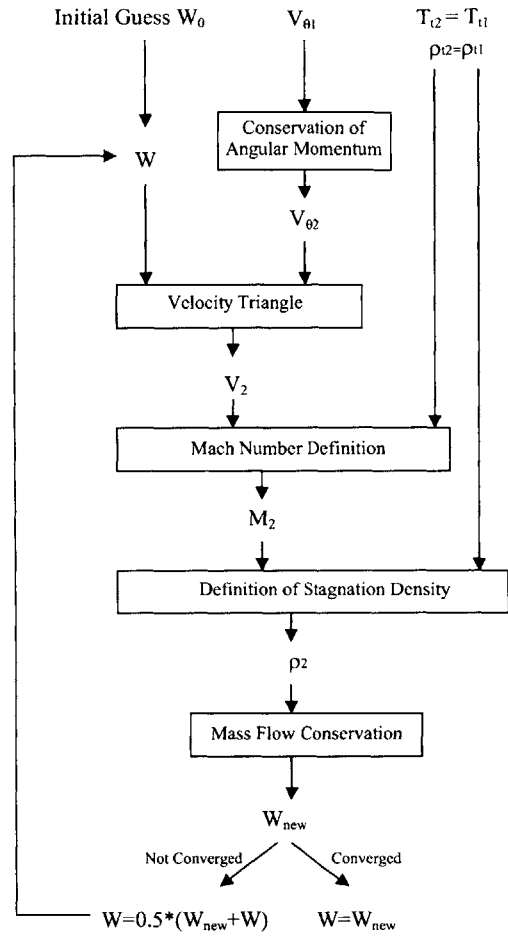 Initial Guess W₀
V_θ1
T_t2 = T_t1
ρ_t2=ρ_t1
Conservation of
Angular Momentum
W
V_θ2
Velocity Triangle
V₂
Mach Number Definition
M₂
Definition of Stagnation Density
ρ₂
Mass Flow Conservation
W_new
Not Converged
Converged
W=0.5*(W_new+W)
W=W_new